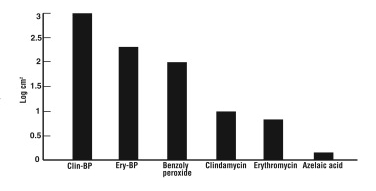 3
2.5
2
1.5
1
0.5
0
Log cm²
Clin-BP Ery-BP Benzoly Clindamycin Erythromycin Azelaic acid
peroxide